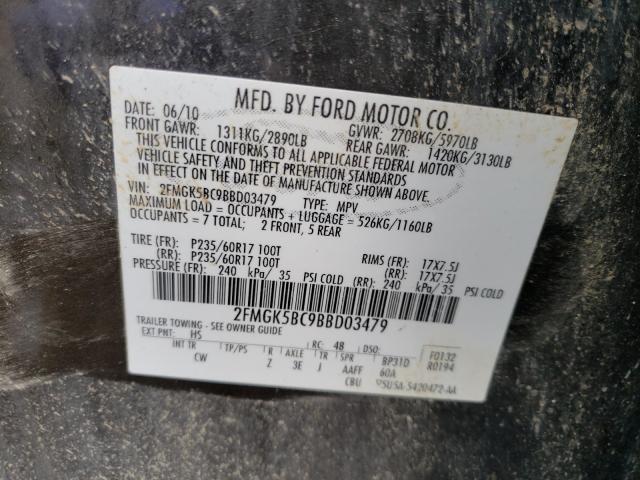 MFD. BY FORD MOTOR CO.
DATE: 06/10 GVWR: 2708KG/5970LB
FRONT GAWR: 1311KG/2890LB REAR GAWR: 1420KG/3130LB
THIS VEHICLE CONFORMS TO ALL APPLICABLE FEDERAL MOTOR
VEHICLE SAFETY AND THEFT PREVENTION STANDARDS
IN EFFECT ON THE DATE OF MANUFACTURE SHOWN ABOVE.
VIN: 2FMGK5BC9BBD03479 TYPE: MPV
MAXIMUM LOAD = OCCUPANTS + LUGGAGE = 526KG/1160LB
OCCUPANTS = 7 TOTAL; 2 FRONT, 5 REAR
TIRE (FR): P235/60R17 100T RIMS (FR): 17X7.5J
(RR): P235/60R17 100T (RR): 17X7.5J
PRESSURE (FR): 240 kPa/ 35 PSI COLD (RR): 240 kPa/ 35 PSI COLD
2FMGK5BC9BBD03479
TRAILER TOWING - SEE OWNER GUIDE
EXT PNT: HS RC: 48 DSO: F0132
INT TR TP/PS R AXLE TR SPR BP31D R0194
CW Z 3E J AAFF 60A
CBU 5U5A-5420472-AA